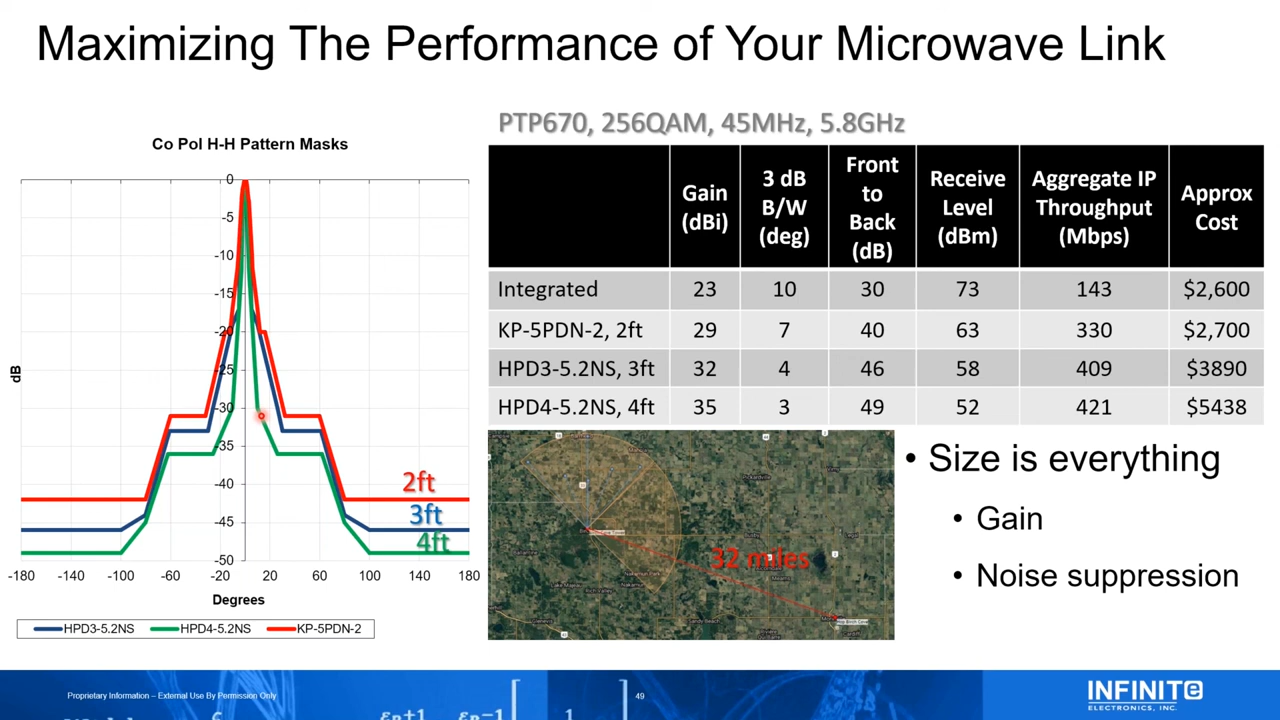 Maximizing The Performance of Your Microwave Link
Co Pol H-H Pattern Masks
dB
0
-5
-10
-15
-20
-25
-30
-35
-40
-45
-50
-180 -140 -100 -60 -20 20 60 100 140 180
2ft
3ft
4ft
Degrees
HPD3-5.2NS HPD4-5.2NS KP-5PDN-2
PTP670, 256QAM, 45MHz, 5.8GHz
Gain (dBi) 3 dB B/W (deg) Front to Back (dB) Receive Level (dBm) Aggregate IP Throughput (Mbps) Approx Cost
Integrated 23 10 30 73 143 $2,600
KP-5PDN-2, 2ft 29 7 40 63 330 $2,700
HPD3-5.2NS, 3ft 32 4 46 58 409 $3890
HPD4-5.2NS, 4ft 35 3 49 52 421 $5438
32 miles
• Size is everything
• Gain
• Noise suppression
Proprietary Information – External Use By Permission Only
49
INFINITe
ELECTRONICS, INC.